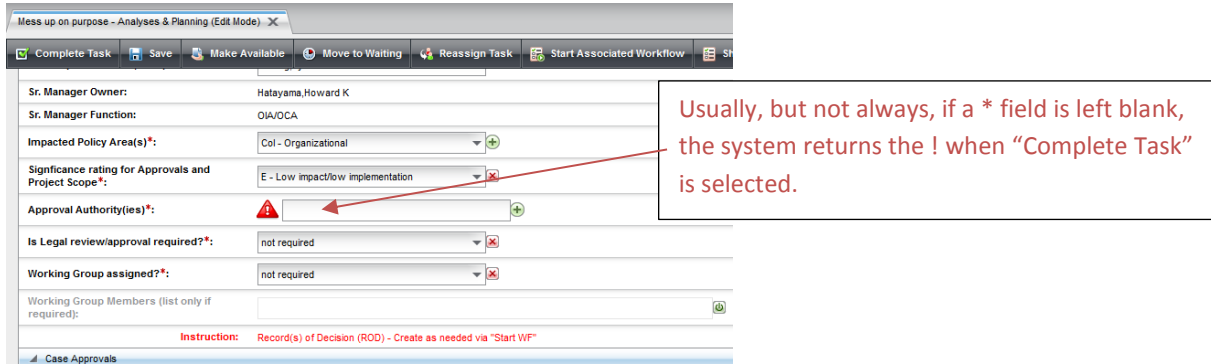 Mess up on purpose - Analyses & Planning (Edit Mode) X
Complete Task Save Make Available Move to Waiting Reassign Task Start Associated Workflow
Sr. Manager Owner: Hatayama,Howard K
Sr. Manager Function: OIA/OCA
Impacted Policy Area(s)*: CoI - Organizational
Signficance rating for Approvals and
Project Scope*: E - Low impact/low implementation
Approval Authority(ies)*:
Is Legal review/approval required?*: not required
Working Group assigned?*: not required
Working Group Members (list only if
required):
Instruction: Record(s) of Decision (ROD) - Create as needed via "Start WF"
Case Approvals
Usually, but not always, if a * field is left blank,
the system returns the ! when “Complete Task”
is selected.